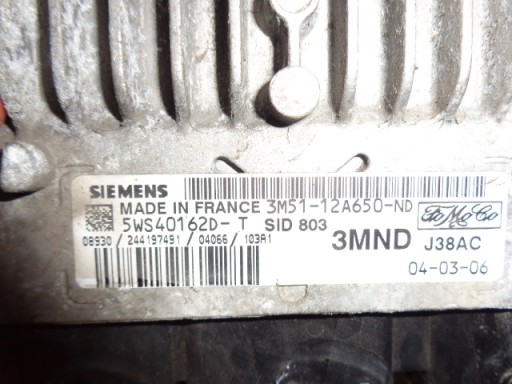 SIEMENS
MADE IN FRANCE 3M51-12A650-ND
5WS40162D-T SID 803
08930 / 244197491 / 04066 / 103A1
3MND J38AC
FoMoCo
04-03-06